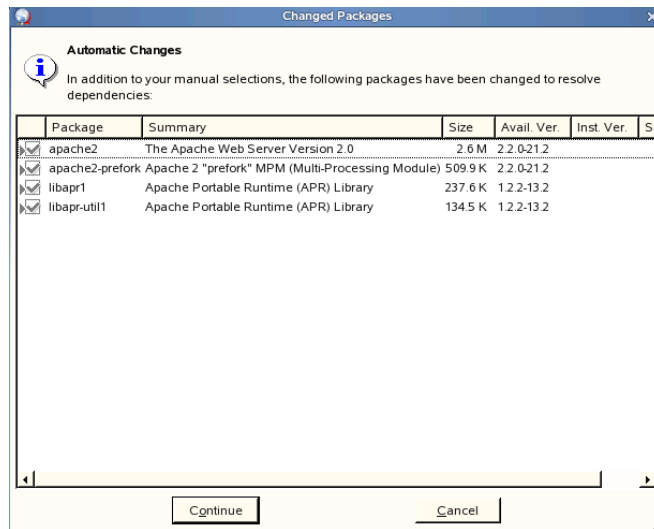 Changed Packages
Automatic Changes
In addition to your manual selections, the following packages have been changed to resolve
dependencies:
Package Summary Size Avail. Ver. Inst. Ver. S
apache2 The Apache Web Server Version 2.0 2.6 M 2.2.0-21.2
apache2-prefork Apache 2 "prefork" MPM (Multi-Processing Module) 509.9 K 2.2.0-21.2
libapr1 Apache Portable Runtime (APR) Library 237.6 K 1.2.2-13.2
libapr-util1 Apache Portable Runtime (APR) Library 134.5 K 1.2.2-13.2
Continue Cancel